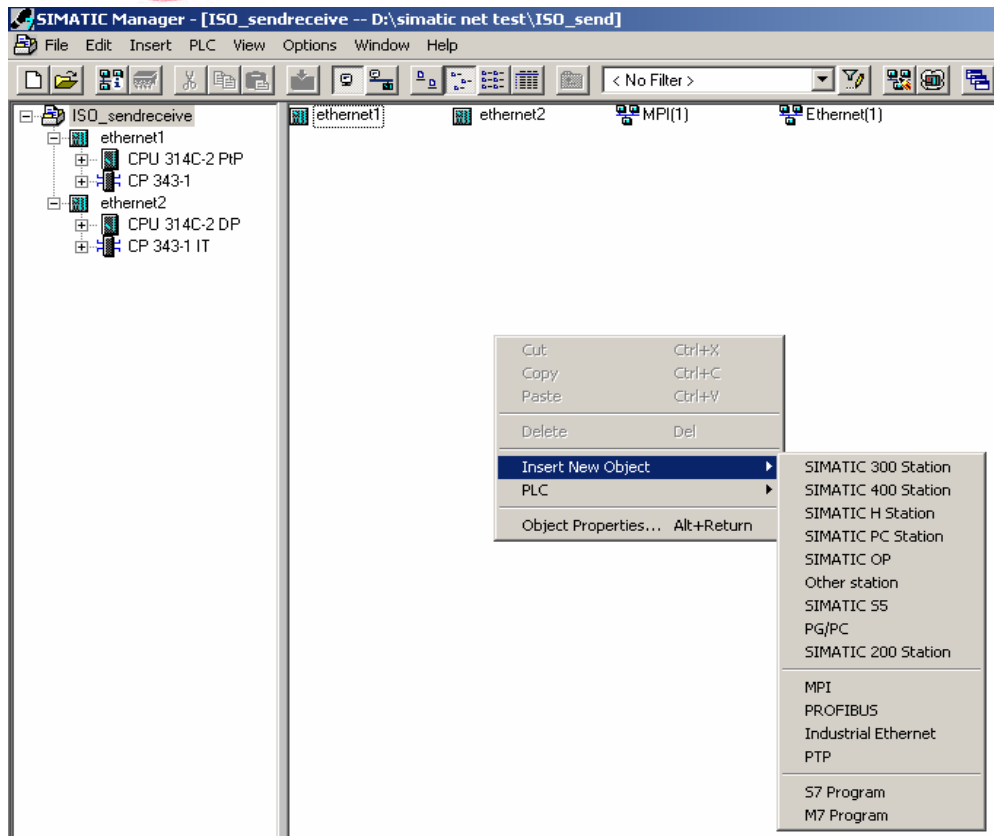 SIMATIC Manager - [ISO_sendreceive -- D:\simatic net test\ISO_send]
File Edit Insert PLC View Options Window Help
< No Filter >
ISO_sendreceive
ethernet1
CPU 314C-2 PtP
CP 343-1
ethernet2
CPU 314C-2 DP
CP 343-1 IT
ethernet1 ethernet2 MPI(1) Ethernet(1)
Cut Ctrl+X
Copy Ctrl+C
Paste Ctrl+V
Delete Del
Insert New Object
PLC
Object Properties... Alt+Return
SIMATIC 300 Station
SIMATIC 400 Station
SIMATIC H Station
SIMATIC PC Station
SIMATIC OP
Other station
SIMATIC S5
PG/PC
SIMATIC 200 Station
MPI
PROFIBUS
Industrial Ethernet
PTP
S7 Program
M7 Program